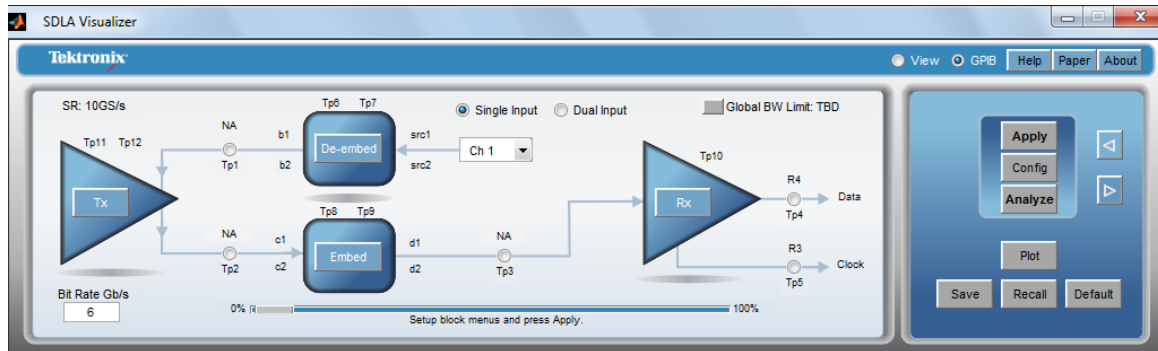 SDLA Visualizer
Tektronix
View GPIB Help Paper About
SR: 10GS/s
Tp6 Tp7
Single Input Dual Input
Global BW Limit: TBD
Tp11 Tp12
NA
b1
De-embed
src1
Ch 1
Tp1
b2
src2
Tx
Tp10
Rx
R4
Data
Tp4
Tp8 Tp9
NA
c1
Embed
d1
NA
Tp2
c2
d2
Tp3
R3
Clock
Tp5
Bit Rate Gb/s
6
0%
100%
Setup block menus and press Apply.
Apply
Config
Analyze
Plot
Save Recall Default